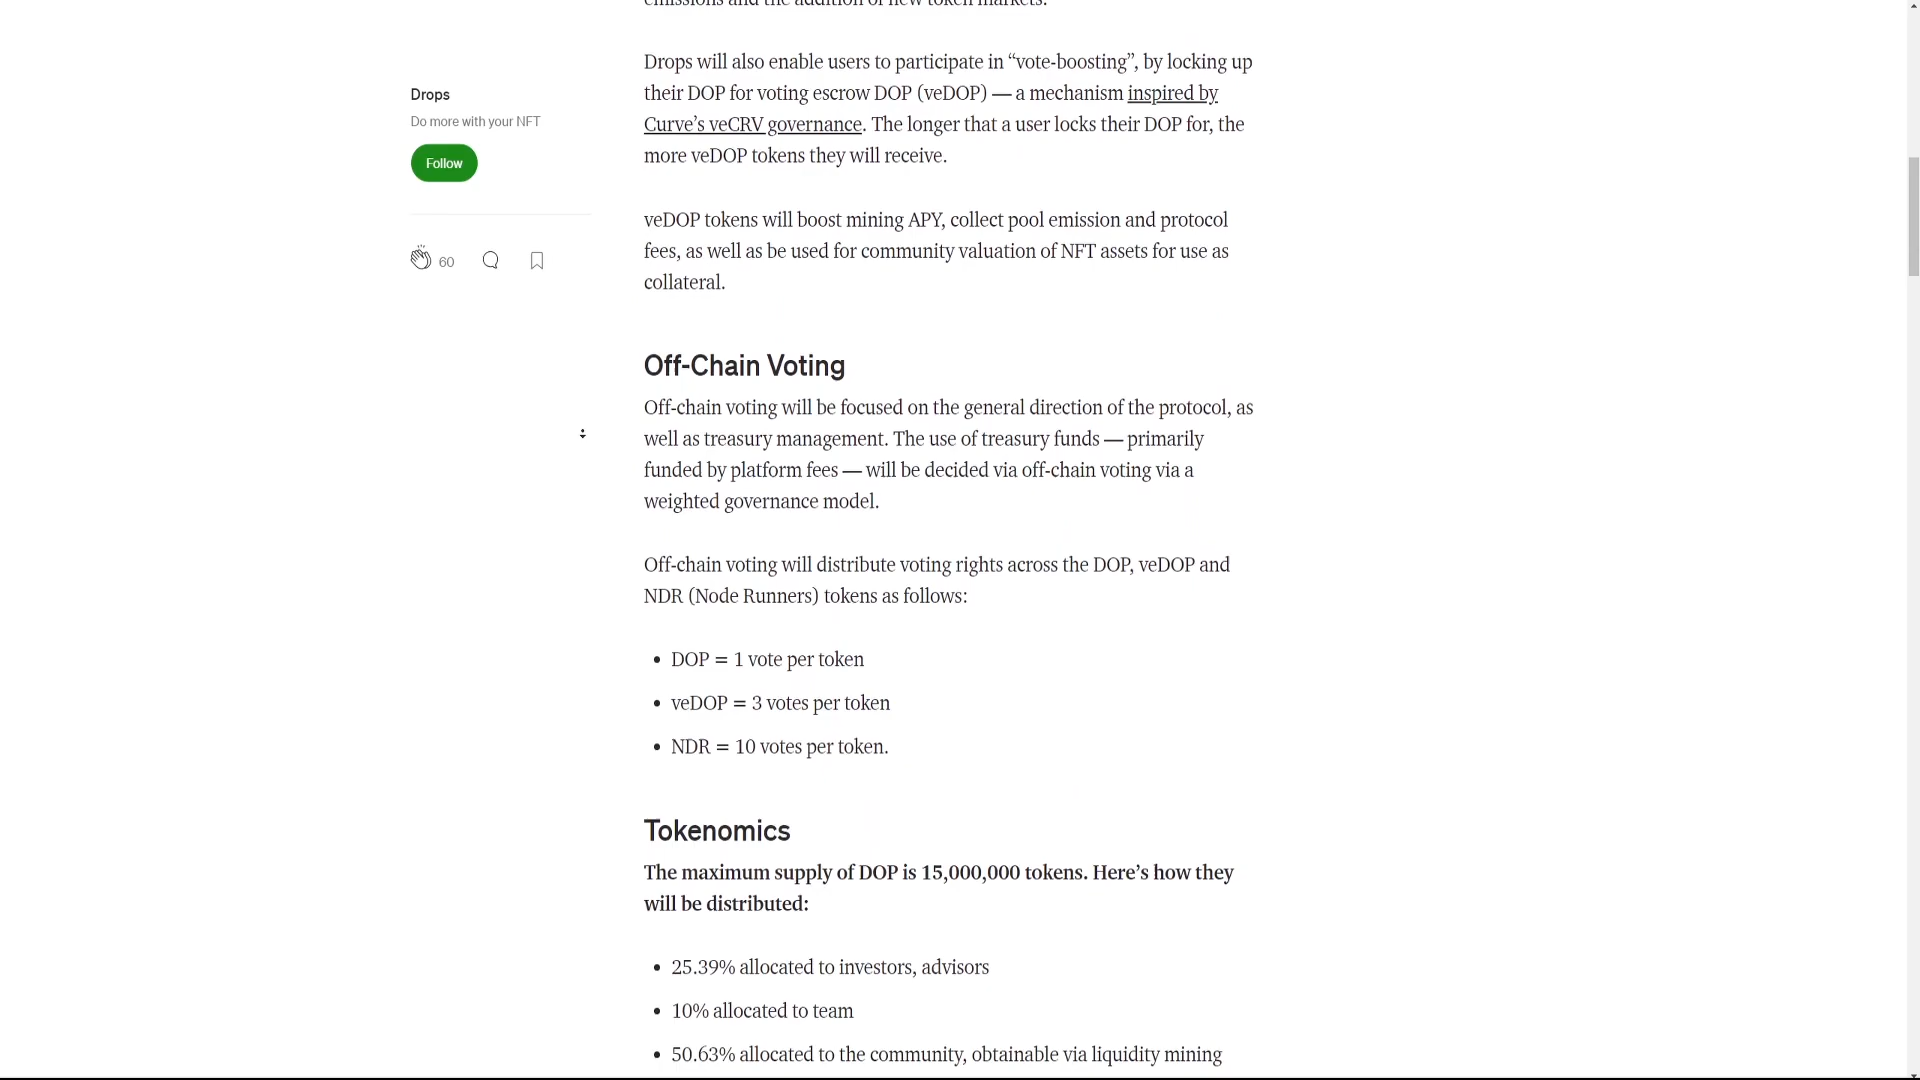 emissions and the addition of new token markets.
Drops will also enable users to participate in “vote-boosting”, by locking up
their DOP for voting escrow DOP (veDOP) — a mechanism inspired by
Curve’s veCRV governance. The longer that a user locks their DOP for, the
more veDOP tokens they will receive.
veDOP tokens will boost mining APY, collect pool emission and protocol
fees, as well as be used for community valuation of NFT assets for use as
collateral.
Drops
Do more with your NFT
Follow
60
Off-Chain Voting
Off-chain voting will be focused on the general direction of the protocol, as
well as treasury management. The use of treasury funds — primarily
funded by platform fees — will be decided via off-chain voting via a
weighted governance model.
Off-chain voting will distribute voting rights across the DOP, veDOP and
NDR (Node Runners) tokens as follows:
• DOP = 1 vote per token
• veDOP = 3 votes per token
• NDR = 10 votes per token.
Tokenomics
The maximum supply of DOP is 15,000,000 tokens. Here’s how they
will be distributed:
• 25.39% allocated to investors, advisors
• 10% allocated to team
• 50.63% allocated to the community, obtainable via liquidity mining